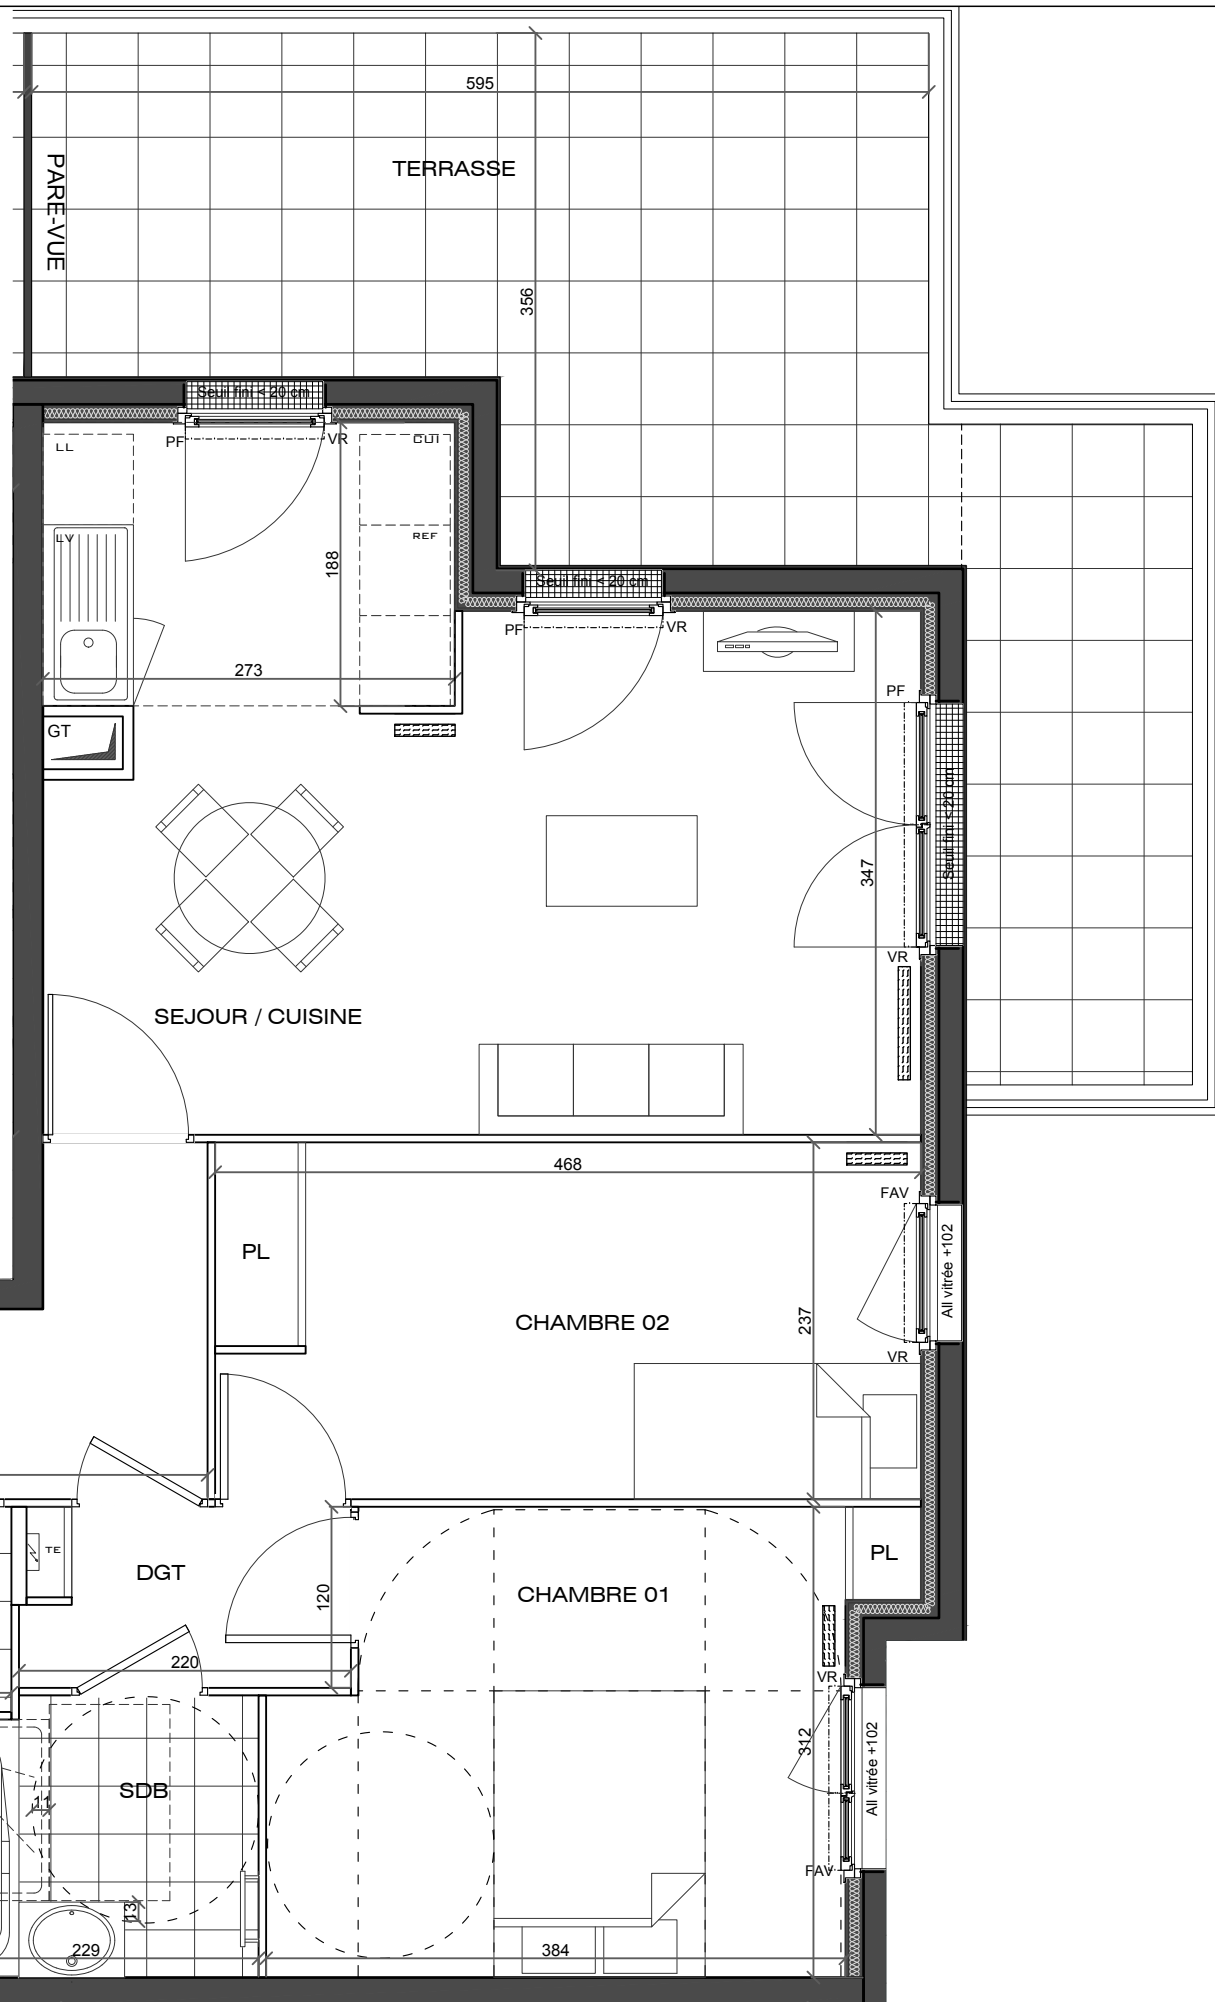 595
TERRASSE
PARE-VUE
356
Seuil fini < 20 cm
PF
VR
CUI
LL
LV
REF
188
Seuil fini < 20 cm
PF
VR
273
GT
PF
Seuil fini < 20 cm
347
VR
SEJOUR / CUISINE
468
FAV
PL
All vitrée +102
CHAMBRE 02
237
VR
TE
DGT
PL
CHAMBRE 01
120
220
VR
312
All vitrée +102
SDB
11
FAV
13
229
384